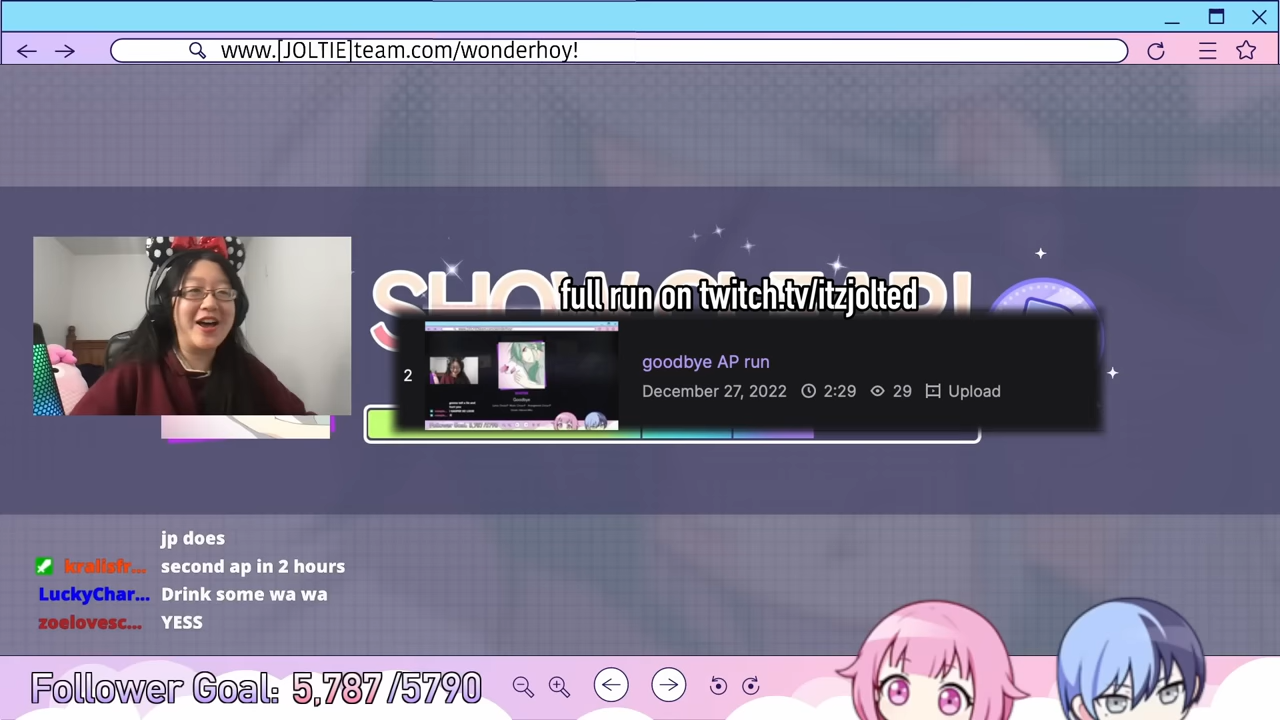 www.[JOLTIE]team.com/wonderhoy!
full run on twitch.tv/itzjolted
2
goodbye AP run
December 27, 2022 2:29 29 Upload
jp does
kralisfr... second ap in 2 hours
LuckyChar... Drink some wa wa
zoelovesc... YESS
Follower Goal: 5,787/5790